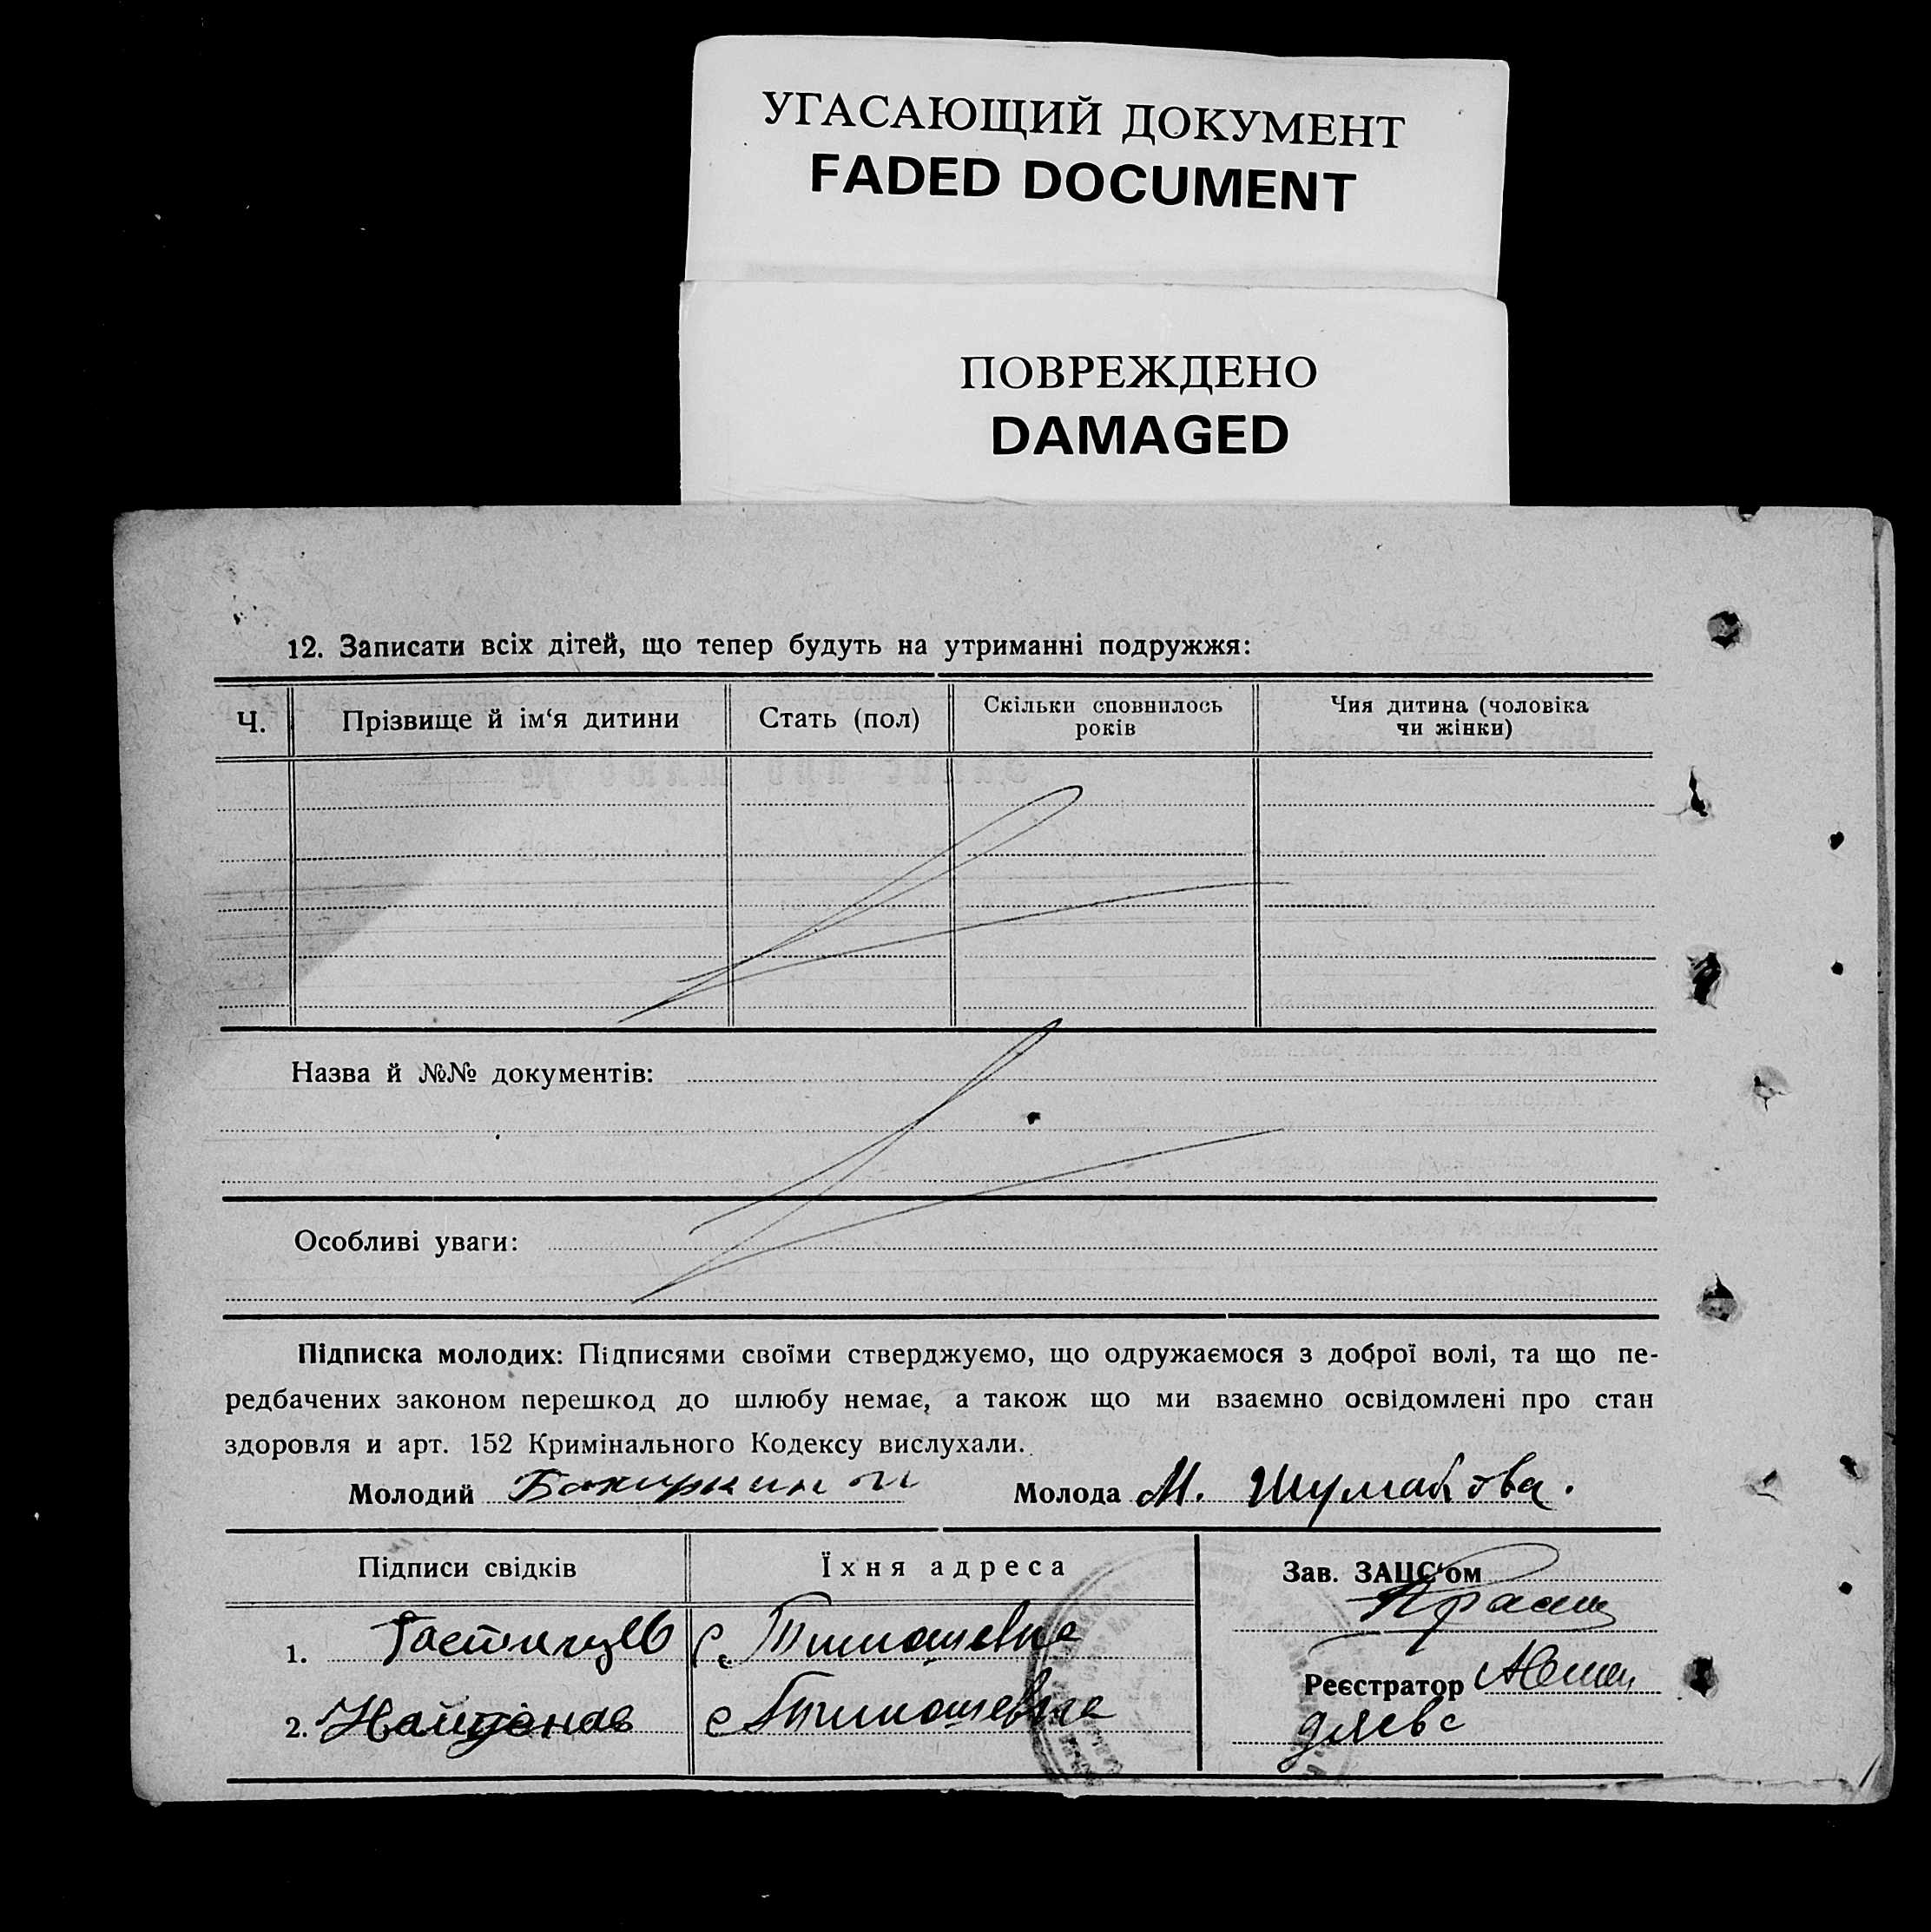 УГАСАЮЩИЙ ДОКУМЕНТ
FADED DOCUMENT
ПОВРЕЖДЕНО
DAMAGED
12. Записати всіх дітей, що тепер будуть на утриманні подружжя:
Ч.
Прізвище й ім‘я дитини
Стать (пол)
Скільки сповнилось
років
Чия дитина (чоловіка
чи жінки)
Назва й №№ документів:
Особливі уваги:
Підписка молодих: Підписями своїми стверджуємо, що одружаємося з доброї волі, та що пе-
редбачених законом перешкод до шлюбу немає, а також що ми взаємно освідомлені про стан
здоровля и арт. 152 Кримінального Кодексу вислухали.
Молодий
Молода М. Шумакова.
Підписи свідків
Їхня адреса
Зав. ЗАЦС‘ом
1. с. Тимошевка
Реєстратор
2. с Тимошевка